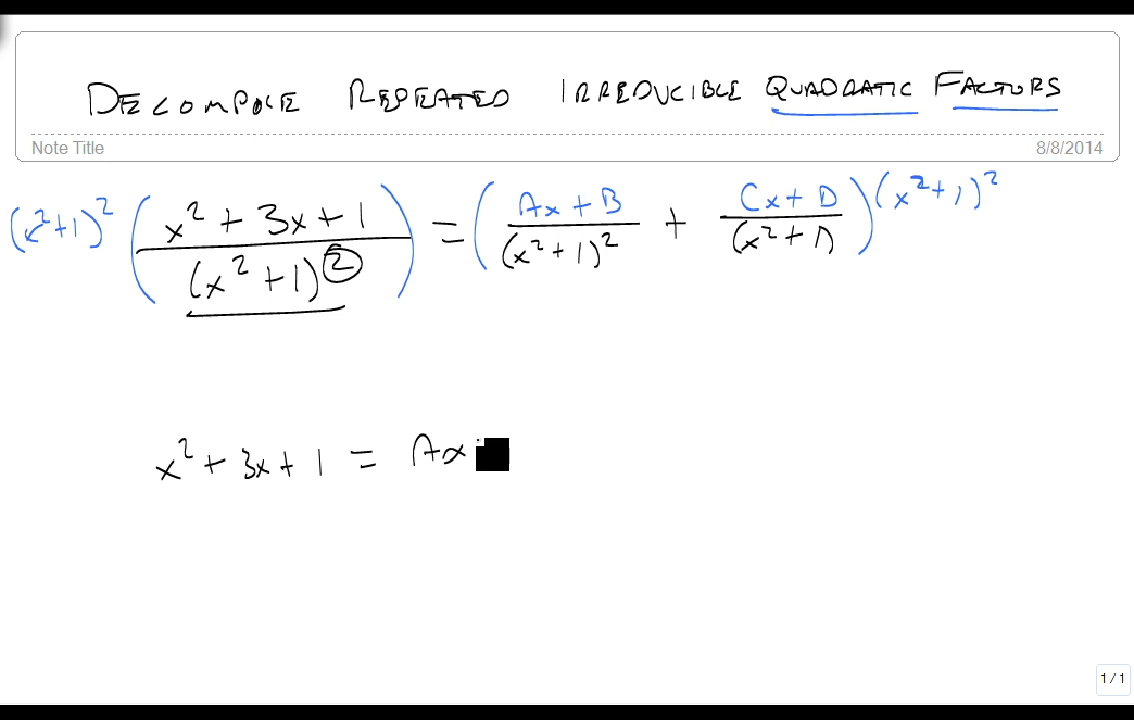 DECOMPOSE REPEATED IRREDUCIBLE QUADRATIC FACTORS
Note Title 8/8/2014
(x²+1)² ( (x² + 3x + 1) / (x² + 1)² ) = ( (Ax + B) / (x² + 1)² + (Cx + D) / (x² + 1) ) (x² + 1)²
x² + 3x + 1 = Ax
1/1